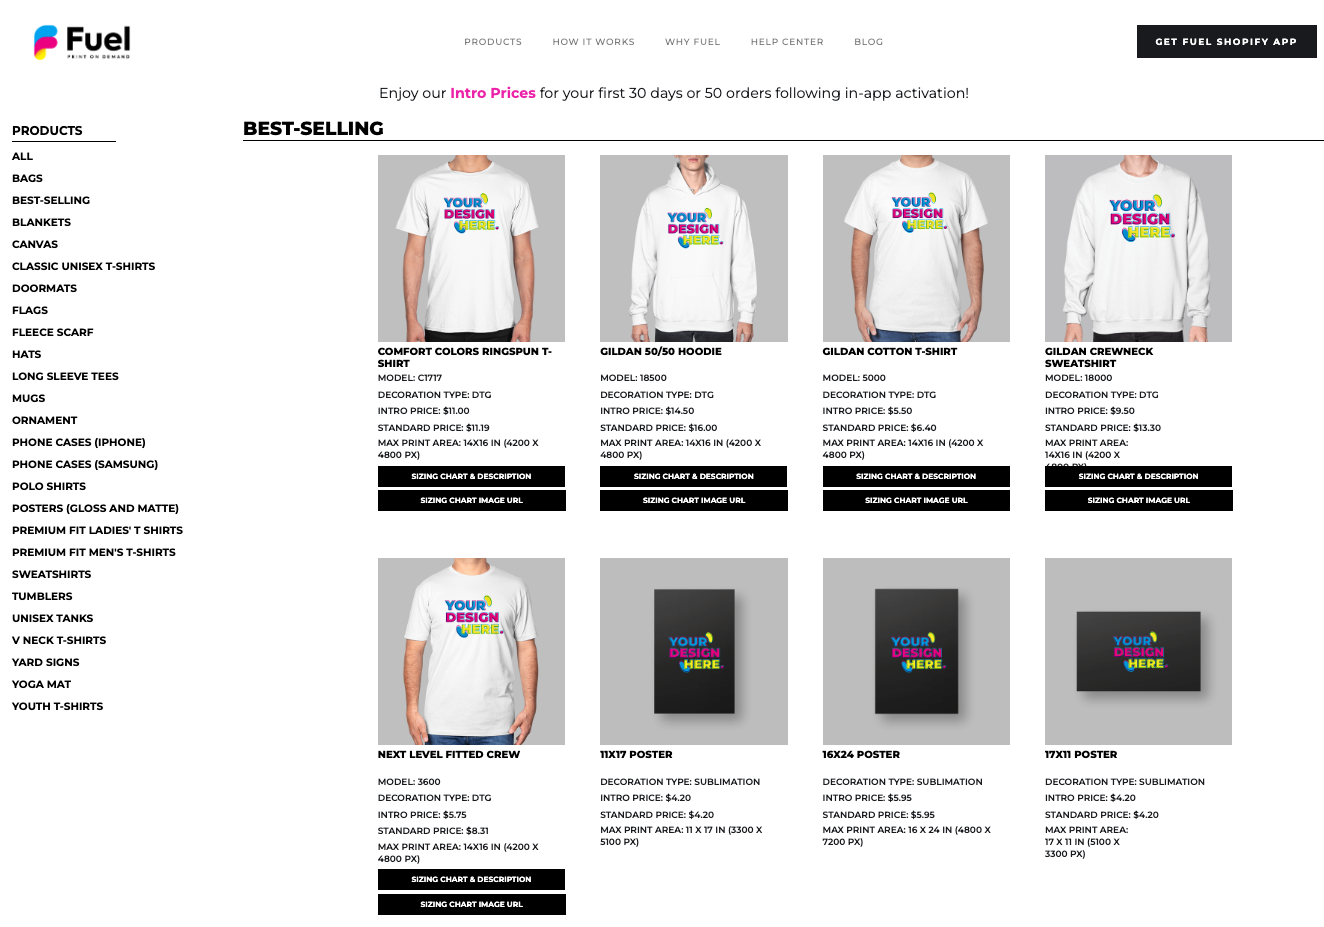 Fuel
PRINT ON DEMAND
PRODUCTS
HOW IT WORKS
WHY FUEL
HELP CENTER
BLOG
GET FUEL SHOPIFY APP
Enjoy our Intro Prices for your first 30 days or 50 orders following in-app activation!
PRODUCTS
ALL
BAGS
BEST-SELLING
BLANKETS
CANVAS
CLASSIC UNISEX T-SHIRTS
DOORMATS
FLAGS
FLEECE SCARF
HATS
LONG SLEEVE TEES
MUGS
ORNAMENT
PHONE CASES (IPHONE)
PHONE CASES (SAMSUNG)
POLO SHIRTS
POSTERS (GLOSS AND MATTE)
PREMIUM FIT LADIES' T SHIRTS
PREMIUM FIT MEN'S T-SHIRTS
SWEATSHIRTS
TUMBLERS
UNISEX TANKS
V NECK T-SHIRTS
YARD SIGNS
YOGA MAT
YOUTH T-SHIRTS
BEST-SELLING
YOUR
DESIGN
HERE.
COMFORT COLORS RINGSPUN T-
SHIRT
MODEL: C1717
DECORATION TYPE: DTG
INTRO PRICE: $11.00
STANDARD PRICE: $11.19
MAX PRINT AREA: 14X16 IN (4200 X
4800 PX)
SIZING CHART & DESCRIPTION
SIZING CHART IMAGE URL
YOUR
DESIGN
HERE.
GILDAN 50/50 HOODIE
MODEL: 18500
DECORATION TYPE: DTG
INTRO PRICE: $14.50
STANDARD PRICE: $16.00
MAX PRINT AREA: 14X16 IN (4200 X
4800 PX)
SIZING CHART & DESCRIPTION
SIZING CHART IMAGE URL
YOUR
DESIGN
HERE.
GILDAN COTTON T-SHIRT
MODEL: 5000
DECORATION TYPE: DTG
INTRO PRICE: $5.50
STANDARD PRICE: $6.40
MAX PRINT AREA: 14X16 IN (4200 X
4800 PX)
SIZING CHART & DESCRIPTION
SIZING CHART IMAGE URL
YOUR
DESIGN
HERE.
GILDAN CREWNECK
SWEATSHIRT
MODEL: 18000
DECORATION TYPE: DTG
INTRO PRICE: $9.50
STANDARD PRICE: $13.30
MAX PRINT AREA:
14X16 IN (4200 X
4800 PX)
SIZING CHART & DESCRIPTION
SIZING CHART IMAGE URL
YOUR
DESIGN
HERE.
NEXT LEVEL FITTED CREW
MODEL: 3600
DECORATION TYPE: DTG
INTRO PRICE: $5.75
STANDARD PRICE: $8.31
MAX PRINT AREA: 14X16 IN (4200 X
4800 PX)
SIZING CHART & DESCRIPTION
SIZING CHART IMAGE URL
YOUR
DESIGN
HERE.
11X17 POSTER
DECORATION TYPE: SUBLIMATION
INTRO PRICE: $4.20
STANDARD PRICE: $4.20
MAX PRINT AREA: 11 X 17 IN (3300 X
5100 PX)
YOUR
DESIGN
HERE.
16X24 POSTER
DECORATION TYPE: SUBLIMATION
INTRO PRICE: $5.95
STANDARD PRICE: $5.95
MAX PRINT AREA: 16 X 24 IN (4800 X
7200 PX)
YOUR
DESIGN
HERE.
17X11 POSTER
DECORATION TYPE: SUBLIMATION
INTRO PRICE: $4.20
STANDARD PRICE: $4.20
MAX PRINT AREA:
17 X 11 IN (5100 X
3300 PX)